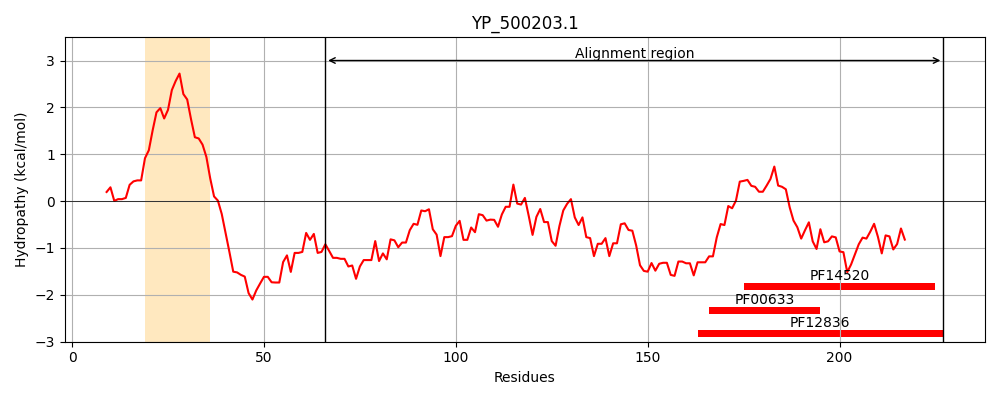 YP_500203.1
Alignment region
3
2
1
0
−1
−2
−3
Hydropathy (kcal/mol)
PF14520
PF00633
PF12836
0 50 100 150 200
Residues